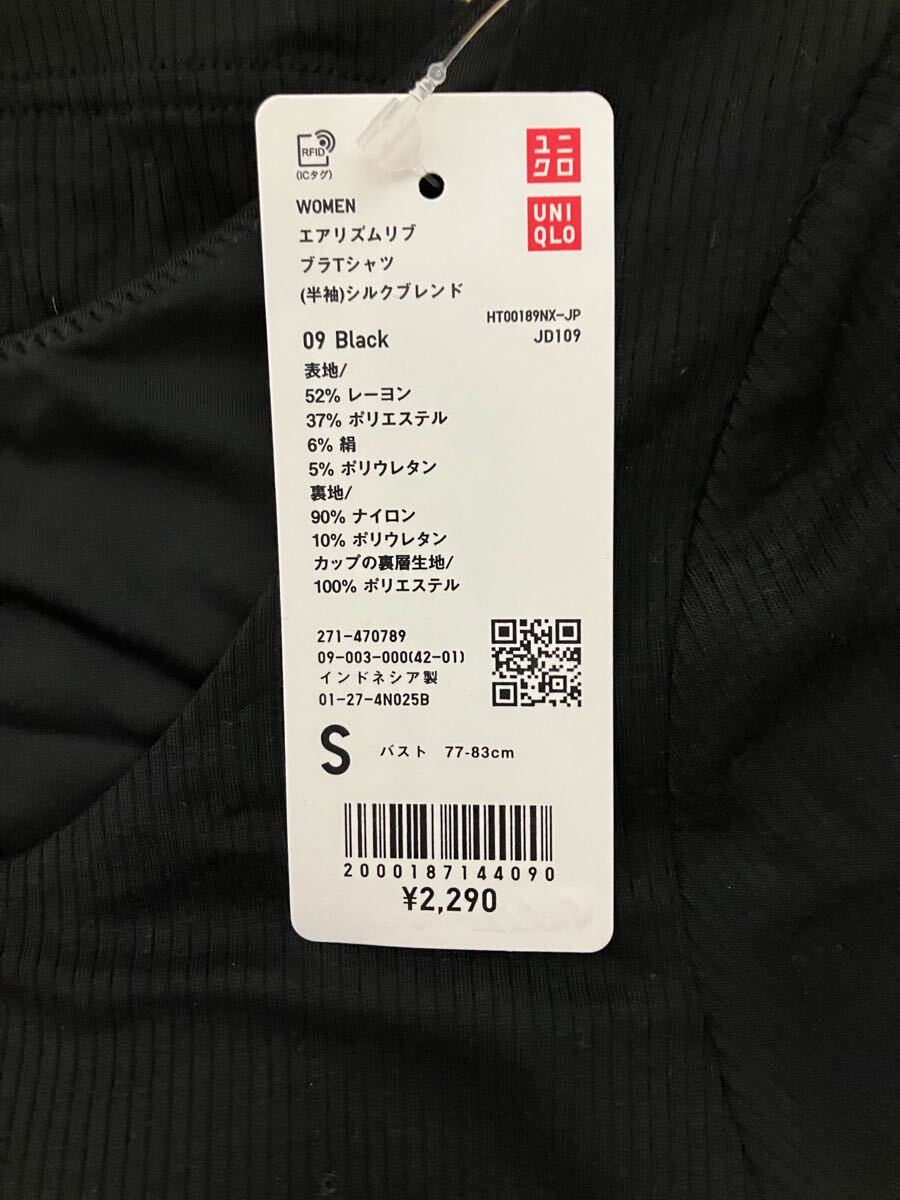 RFID
(ICタグ)
ユニ
クロ
UNI
QLO
WOMEN
エアリズムリブ
ブラTシャツ
(半袖)シルクブレンド
HT00189NX-JP
JD109
09 Black
表地/
52% レーヨン
37% ポリエステル
6% 絹
5% ポリウレタン
裏地/
90% ナイロン
10% ポリウレタン
カップの裏層生地/
100% ポリエステル
271-470789
09-003-000(42-01)
インドネシア製
01-27-4N025B
S バスト 77-83cm
2000187144090
¥2,290